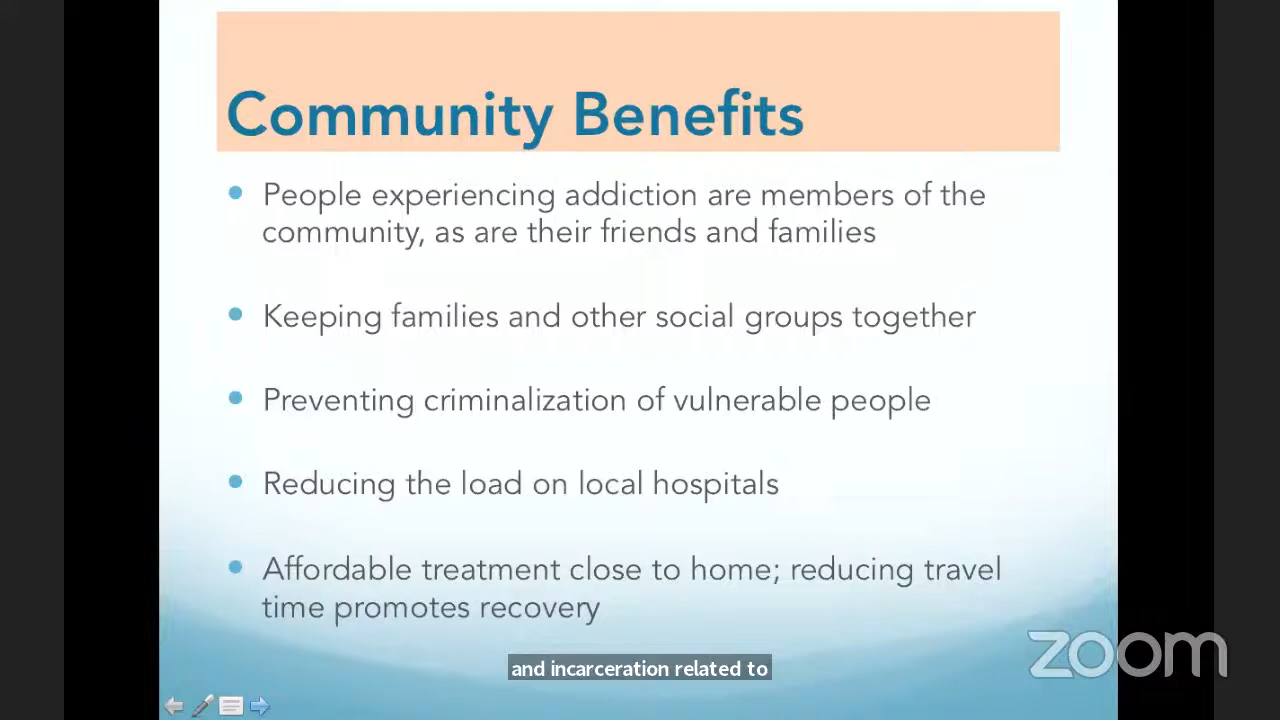 Community Benefits
People experiencing addiction are members of the
community, as are their friends and families
Keeping families and other social groups together
Preventing criminalization of vulnerable people
Reducing the load on local hospitals
Affordable treatment close to home; reducing travel
time promotes recovery
zoom
and incarceration related to